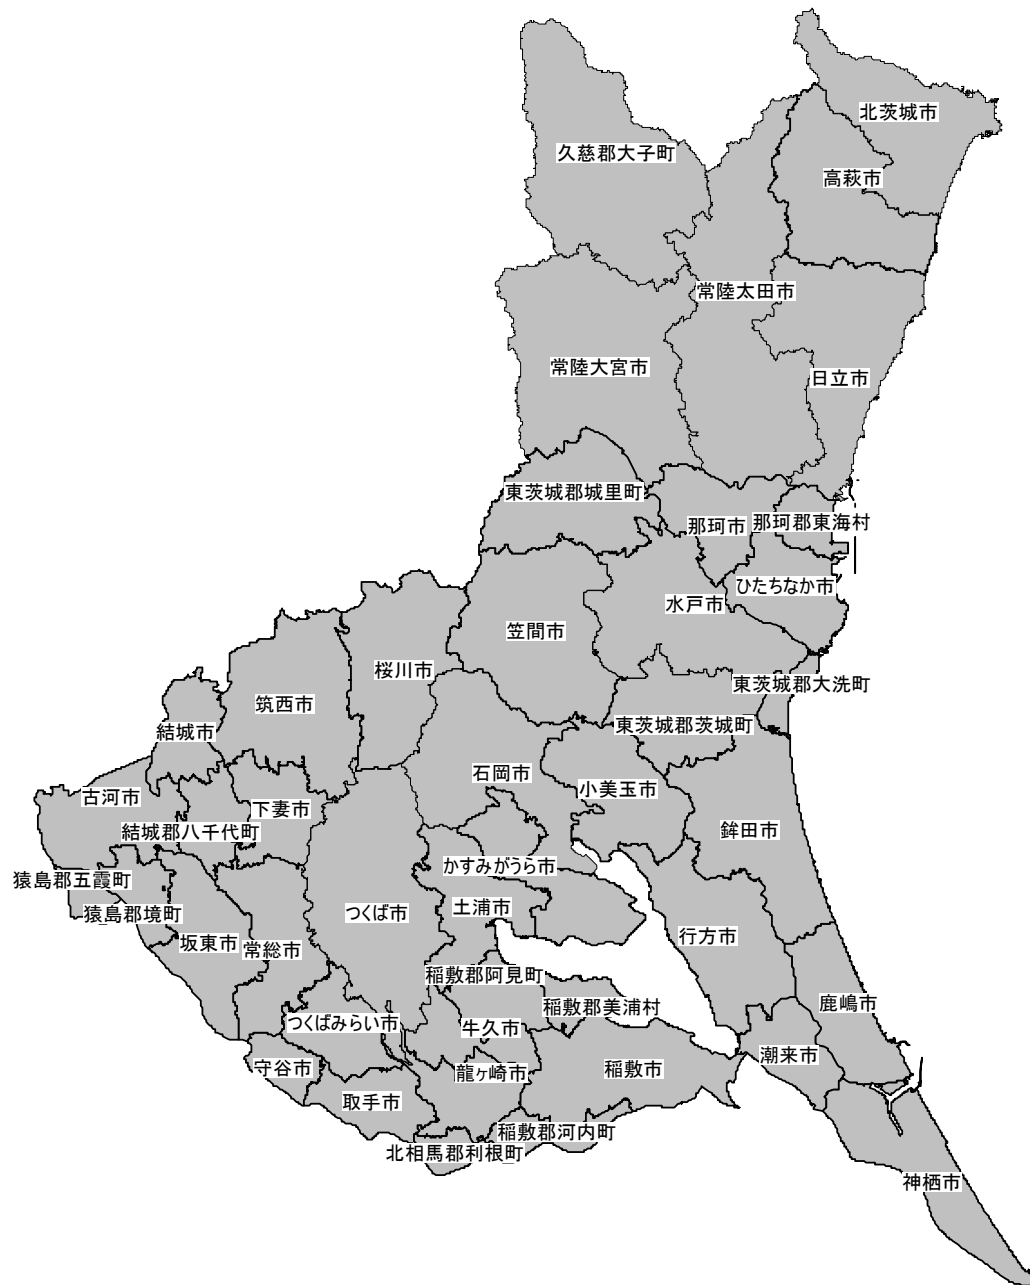 北茨城市
久慈郡大子町
高萩市
常陸太田市
常陸大宮市
日立市
東茨城郡城里町
那珂市
那珂郡東海村
ひたちなか市
水戸市
笠間市
桜川市
東茨城郡大洗町
筑西市
東茨城郡茨城町
結城市
石岡市
小美玉市
古河市
下妻市
鉾田市
結城郡八千代町
かすみがうら市
猿島郡五霞町
土浦市
つくば市
猿島郡境町
行方市
坂東市
常総市
稲敷郡阿見町
鹿嶋市
稲敷郡美浦村
つくばみらい市
牛久市
潮来市
守谷市
龍ヶ崎市
稲敷市
取手市
稲敷郡河内町
北相馬郡利根町
神栖市